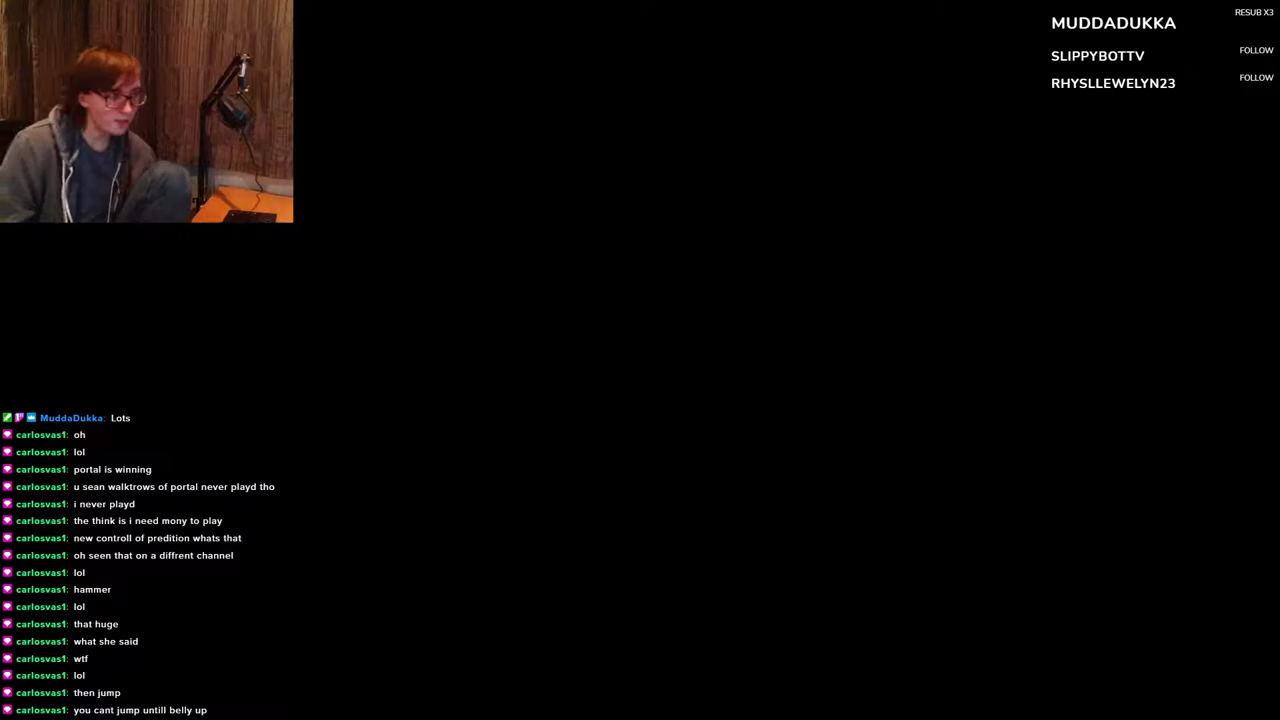 MUDDADUKKA RESUB X3
SLIPPYBOTTV FOLLOW
RHYSLLEWELYN23 FOLLOW
MuddaDukka: Lots
carlosvas1: oh
carlosvas1: lol
carlosvas1: portal is winning
carlosvas1: u sean walktrows of portal never playd tho
carlosvas1: i never playd
carlosvas1: the think is i need mony to play
carlosvas1: new controll of predition whats that
carlosvas1: oh seen that on a diffrent channel
carlosvas1: lol
carlosvas1: hammer
carlosvas1: lol
carlosvas1: that huge
carlosvas1: what she said
carlosvas1: wtf
carlosvas1: lol
carlosvas1: then jump
carlosvas1: you cant jump untill belly up